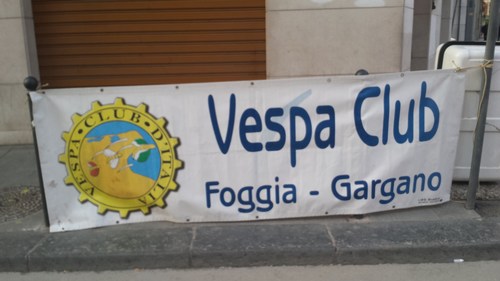 VESPA · CLUB · D'ITALIA
Vespa Club
Foggia - Gargano